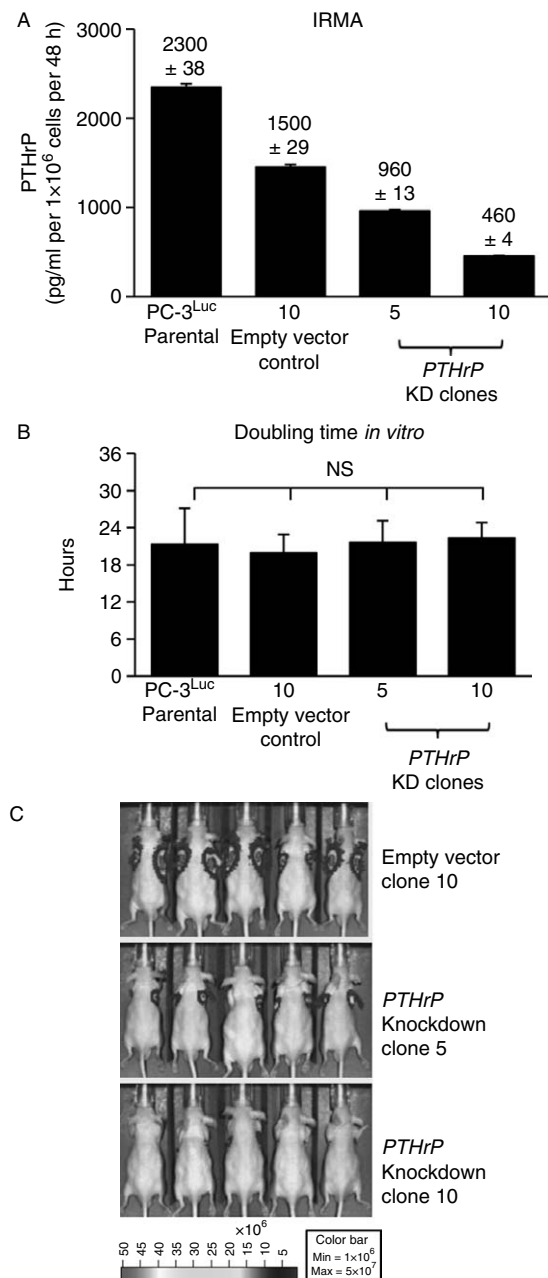 A
IRMA
PTHrP
(pg/ml per 1×10⁶ cells per 48 h)
3000
2000
1000
0
2300
± 38
1500
± 29
960
± 13
460
± 4
PC-3ᴸᵘᶜ
Parental
10
Empty vector
control
5
10
PTHrP
KD clones
B
Doubling time in vitro
Hours
36
30
24
18
12
6
0
NS
PC-3ᴸᵘᶜ
Parental
10
Empty vector
control
5
10
PTHrP
KD clones
C
Empty vector
clone 10
PTHrP
Knockdown
clone 5
PTHrP
Knockdown
clone 10
×10⁶
50 45 40 35 30 25 20 15 10 5
Color bar
Min = 1×10⁶
Max = 5×10⁷